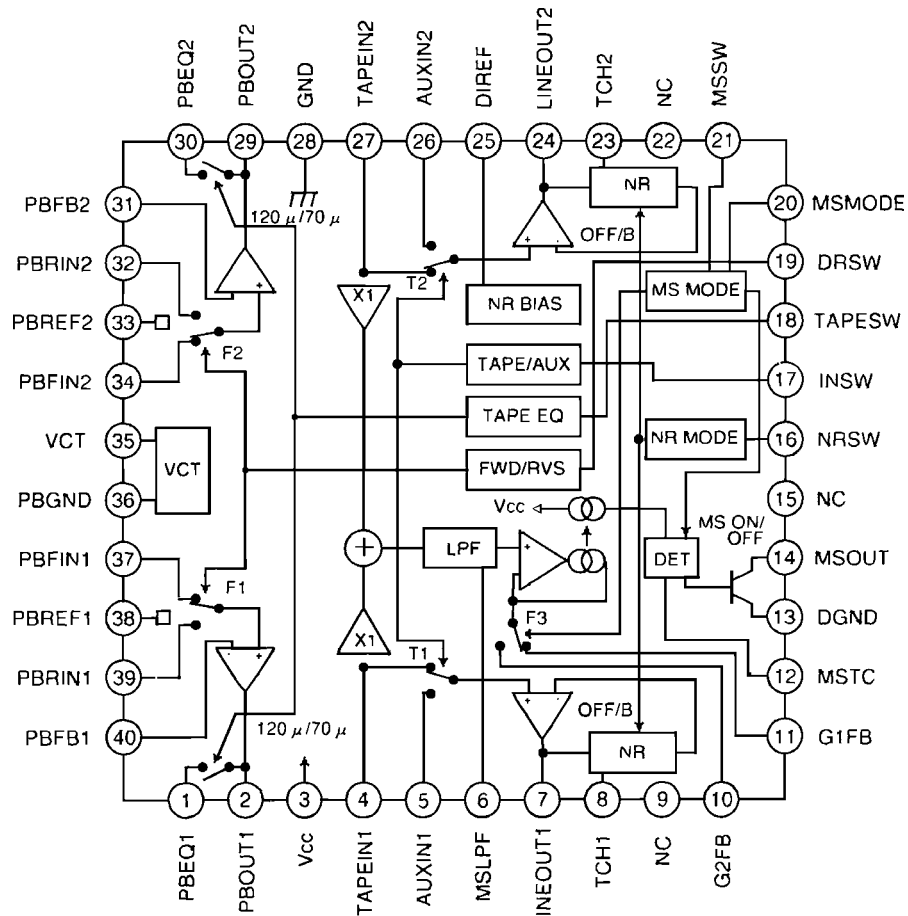 PBEQ2
PBOUT2
GND
TAPEIN2
AUXIN2
DIREF
LINEOUT2
TCH2
NC
MSSW
30
29
28
27
26
25
24
23
22
21
PBFB2
31
120 μ/70 μ
NR
20
MSMODE
OFF/B
PBRIN2
32
X1
T2
MS MODE
19
DRSW
PBREF2
33
NR BIAS
F2
18
TAPESW
PBFIN2
34
TAPE/AUX
17
INSW
VCT
35
VCT
TAPE EQ
NR MODE
16
NRSW
PBGND
36
FWD/RVS
Vcc
15
NC
MS ON/
OFF
PBFIN1
37
LPF
DET
14
MSOUT
F1
PBREF1
38
X1
F3
13
DGND
PBRIN1
39
T1
12
MSTC
PBFB1
40
120 μ/70 μ
OFF/B
NR
11
G1FB
1
2
3
4
5
6
7
8
9
10
PBEQ1
PBOUT1
Vcc
TAPEIN1
AUXIN1
MSLPF
INEOUT1
TCH1
NC
G2FB